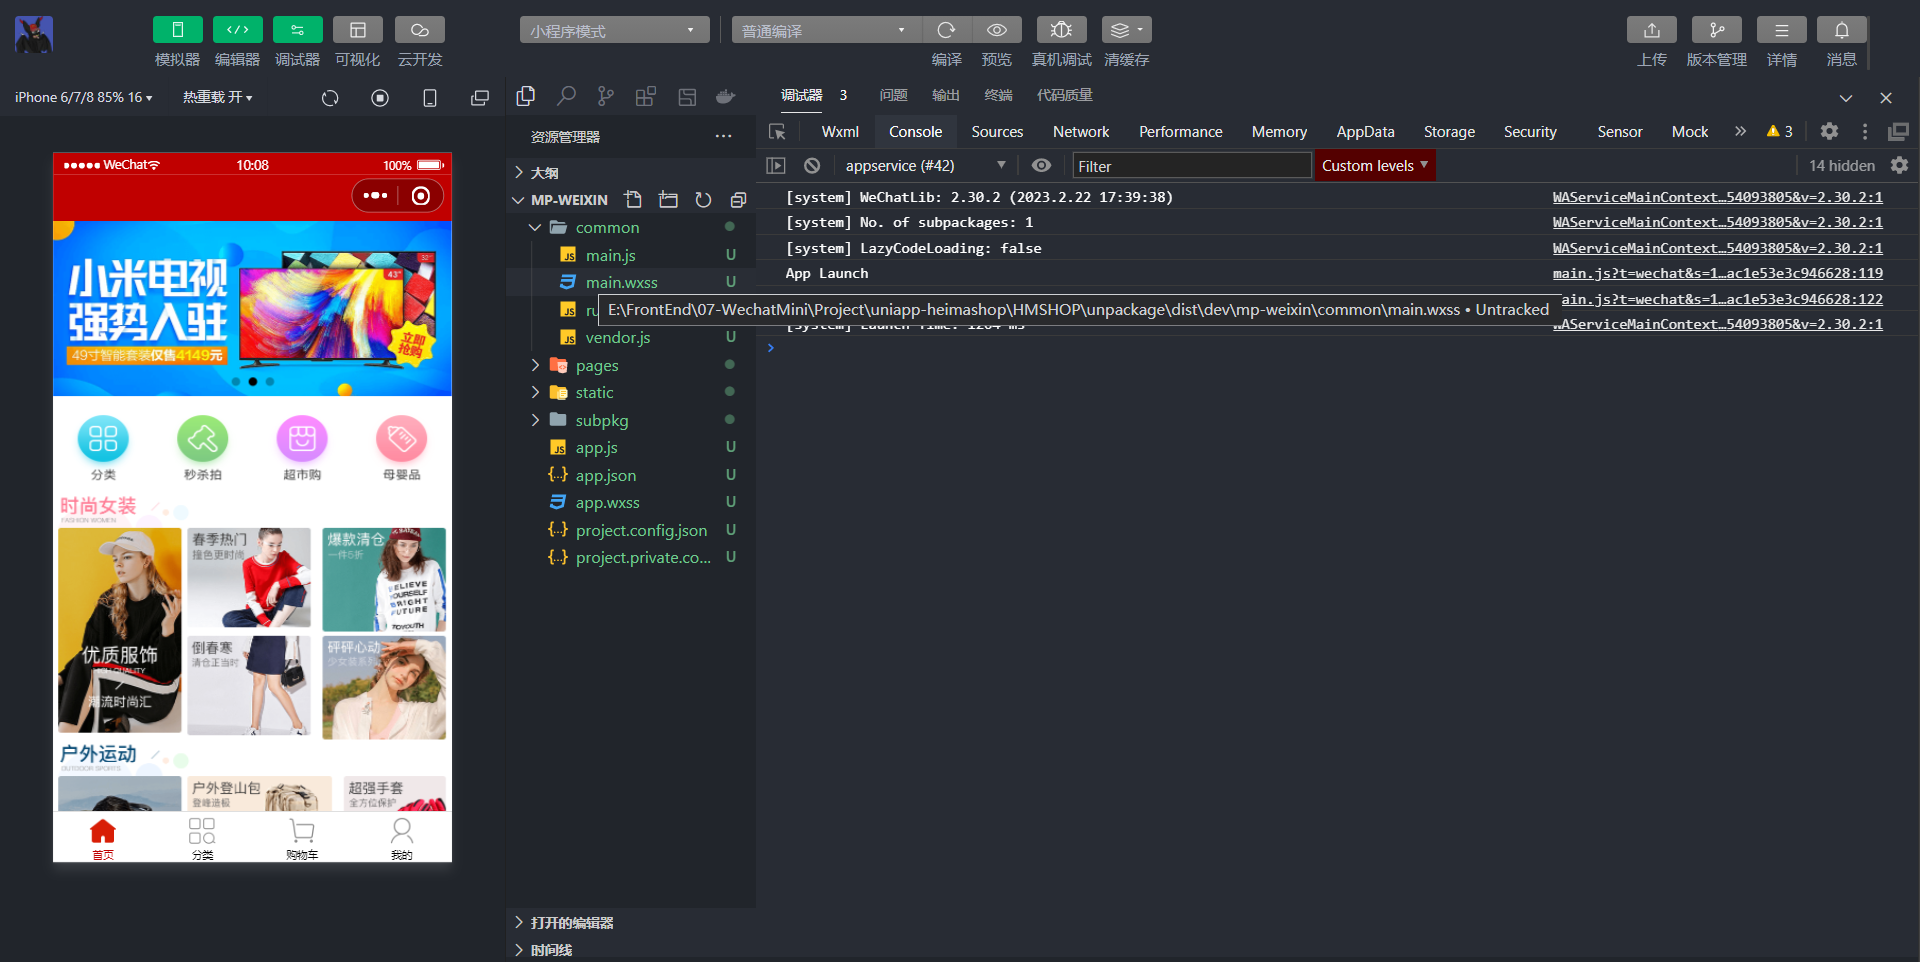 模拟器 编辑器 调试器 可视化 云开发
小程序模式 普通编译
编译 预览 真机调试 清缓存
上传 版本管理 详情 消息
iPhone 6/7/8 85% 16 热重载 开
WeChat 10:08 100%
小米电视
强势入驻
49寸智能套装仅售4149元
立即
抢购
32"
43"
分类 秒杀拍 超市购 母婴品
时尚女装
FASHION WOMEN
优质服饰
HIGH QUALITY
潮流时尚汇
春季热门
撞色更时尚
爆款清仓
一件5折
BELIEVE
YOURSELF
BRIGHT
FUTURE
倒春寒
清仓正当时
砰砰心动
少女装系列
户外运动
OUTDOOR SPORTS
户外登山包
登峰造极
超强手套
全方位保护
首页 分类 购物车 我的
资源管理器
大纲
MP-WEIXIN
common
main.js U
main.wxss U
ru
vendor.js U
pages
static
subpkg
app.js U
app.json U
app.wxss U
project.config.json U
project.private.co... U
打开的编辑器
时间线
E:\FrontEnd\07-WechatMini\Project\uniapp-heimashop\HMSHOP\unpackage\dist\dev\mp-weixin\common\main.wxss • Untracked
调试器 3 问题 输出 终端 代码质量
Wxml Console Sources Network Performance Memory AppData Storage Security Sensor Mock 3
appservice (#42) Filter Custom levels 14 hidden
[system] WeChatLib: 2.30.2 (2023.2.22 17:39:38) WAServiceMainContext…54093805&v=2.30.2:1
[system] No. of subpackages: 1 WAServiceMainContext…54093805&v=2.30.2:1
[system] LazyCodeLoading: false WAServiceMainContext…54093805&v=2.30.2:1
App Launch main.js?t=wechat&s=1…ac1e53e3c946628:119
ain.js?t=wechat&s=1…ac1e53e3c946628:122
[system] Launch Time: 1264 ms WAServiceMainContext…54093805&v=2.30.2:1